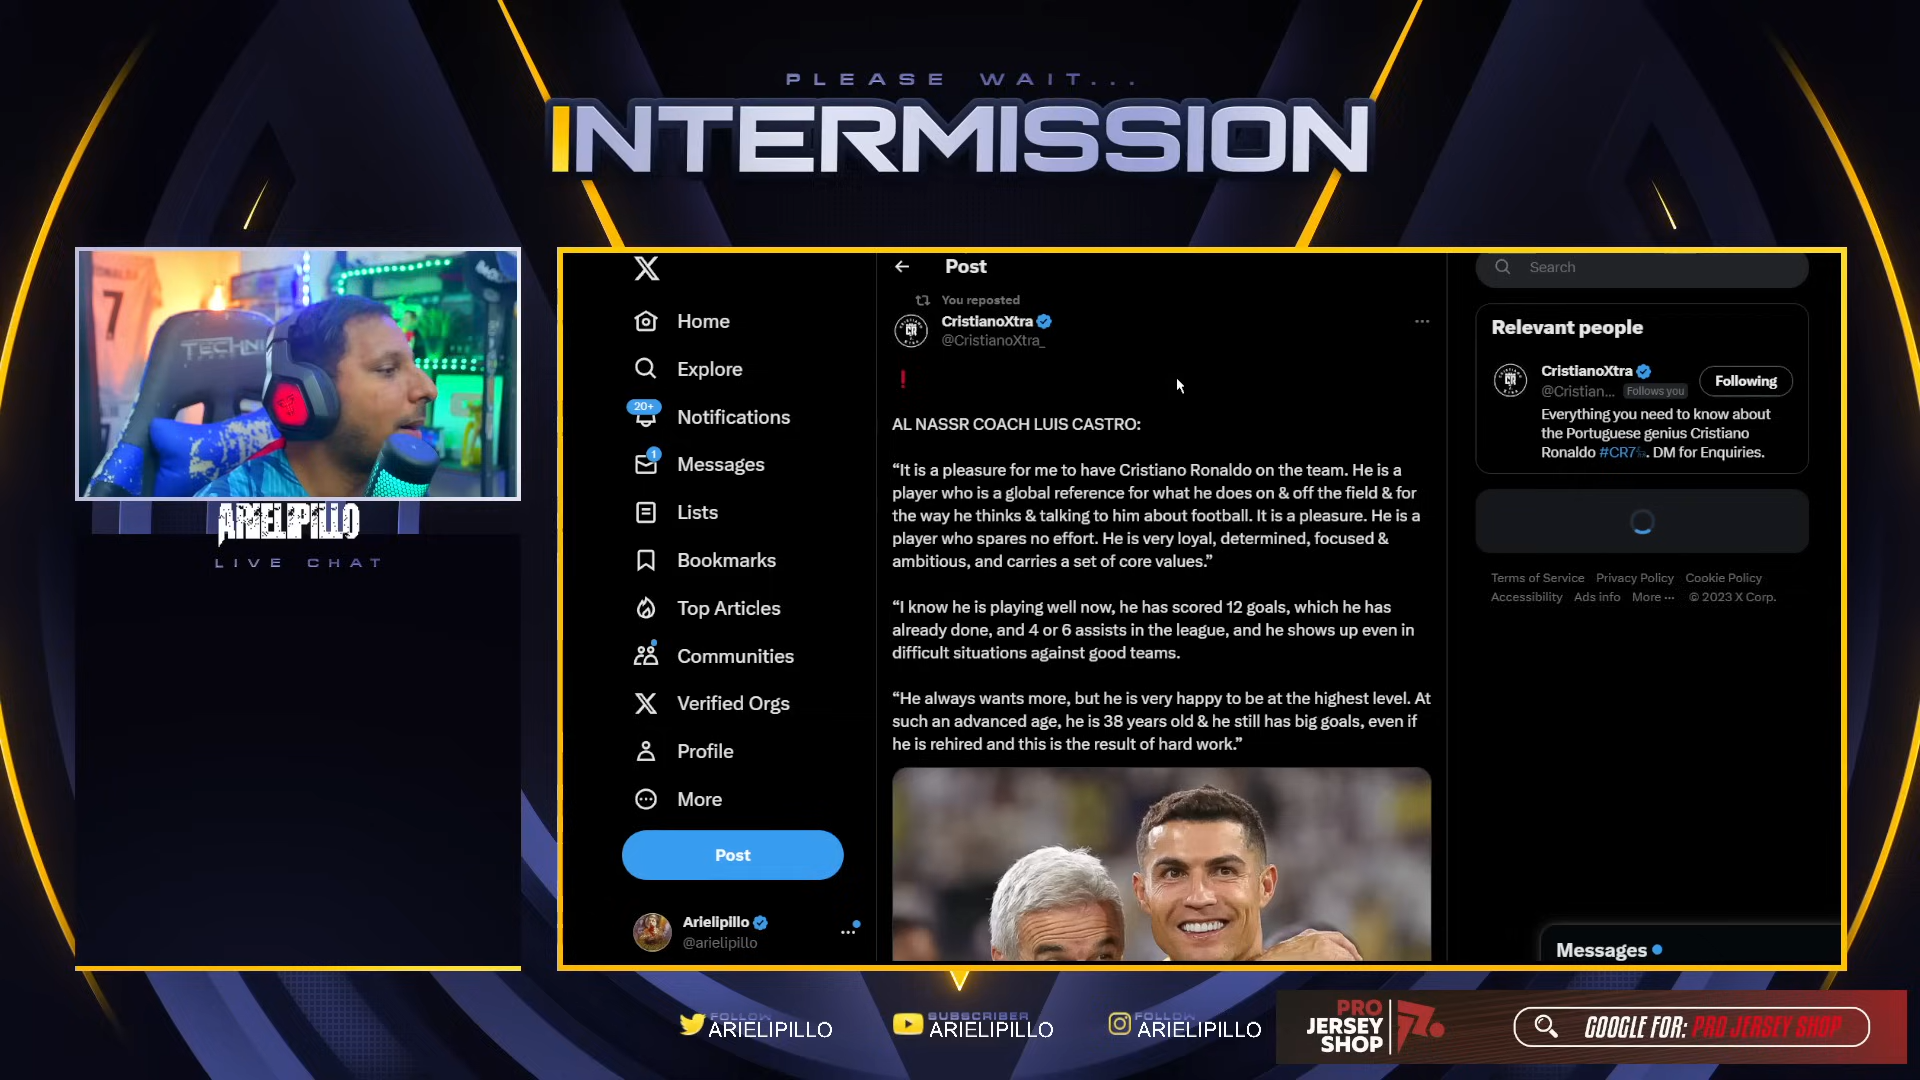 PLEASE WAIT...
INTERMISSION
7
TECHNI
ARIELIPILLO
LIVE CHAT
Home
Explore
20+
Notifications
1
Messages
Lists
Bookmarks
Top Articles
Communities
Verified Orgs
Profile
More
Post
Arielipillo
@arielipillo
Post
You reposted
CristianoXtra
@CristianoXtra_
❗
AL NASSR COACH LUIS CASTRO:
“It is a pleasure for me to have Cristiano Ronaldo on the team. He is a
player who is a global reference for what he does on & off the field & for
the way he thinks & talking to him about football. It is a pleasure. He is a
player who spares no effort. He is very loyal, determined, focused &
ambitious, and carries a set of core values.”
“I know he is playing well now, he has scored 12 goals, which he has
already done, and 4 or 6 assists in the league, and he shows up even in
difficult situations against good teams.
“He always wants more, but he is very happy to be at the highest level. At
such an advanced age, he is 38 years old & he still has big goals, even if
he is rehired and this is the result of hard work.”
Search
Relevant people
CristianoXtra
@Cristian... Follows you
Following
Everything you need to know about
the Portuguese genius Cristiano
Ronaldo #CR7. DM for Enquiries.
Terms of Service Privacy Policy Cookie Policy
Accessibility Ads info More ··· © 2023 X Corp.
Messages
FOLLOW
ARIELIPILLO
SUBSCRIBER
ARIELIPILLO
FOLLOW
ARIELIPILLO
PRO
JERSEY
SHOP
GOOGLE FOR: PRO JERSEY SHOP